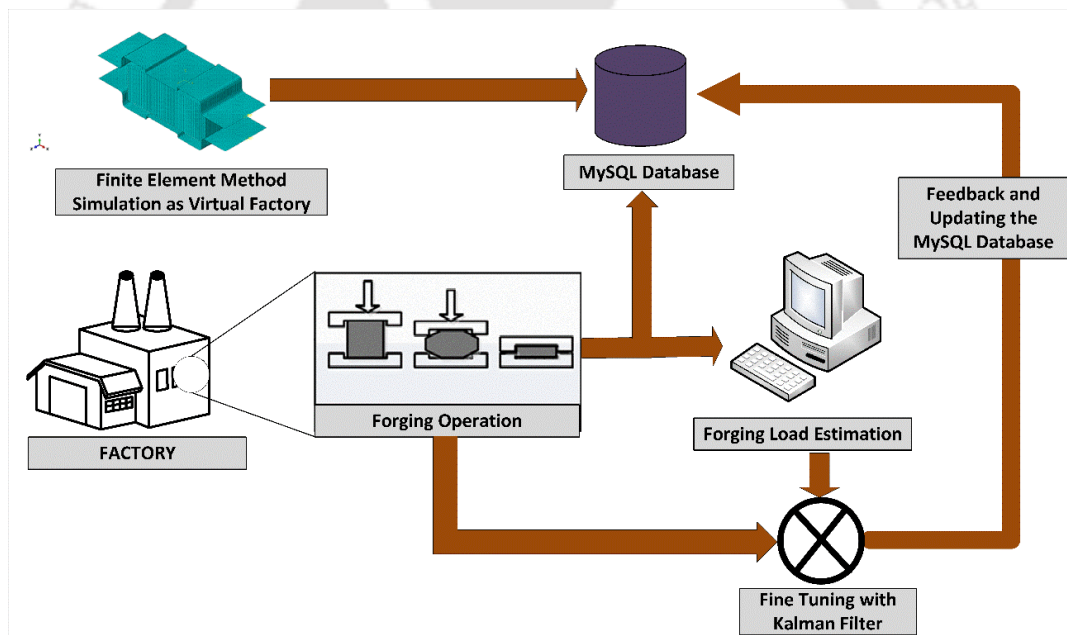 Finite Element Method
Simulation as Virtual Factory
MySQL Database
Feedback and
Updating the
MySQL Database
FACTORY
Forging Operation
Forging Load Estimation
Fine Tuning with
Kalman Filter